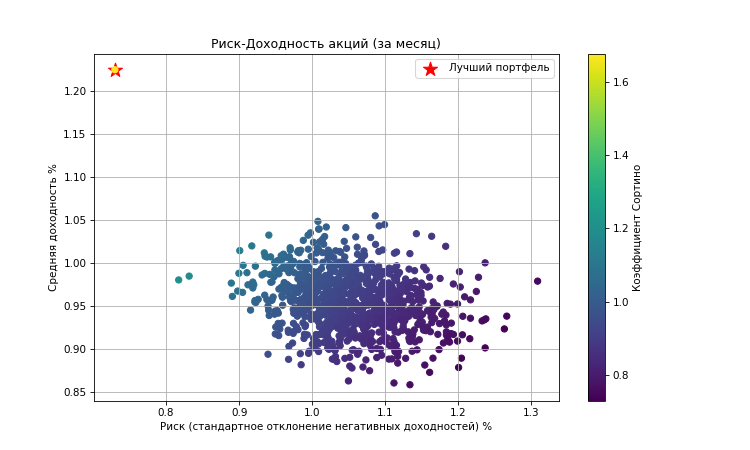 Риск-Доходность акций (за месяц)
Лучший портфель
1.20
1.15
1.10
1.05
1.00
0.95
0.90
0.85
Средняя доходность %
0.8 0.9 1.0 1.1 1.2 1.3
Риск (стандартное отклонение негативных доходностей) %
1.6
1.4
1.2
1.0
0.8
Коэффициент Сортино